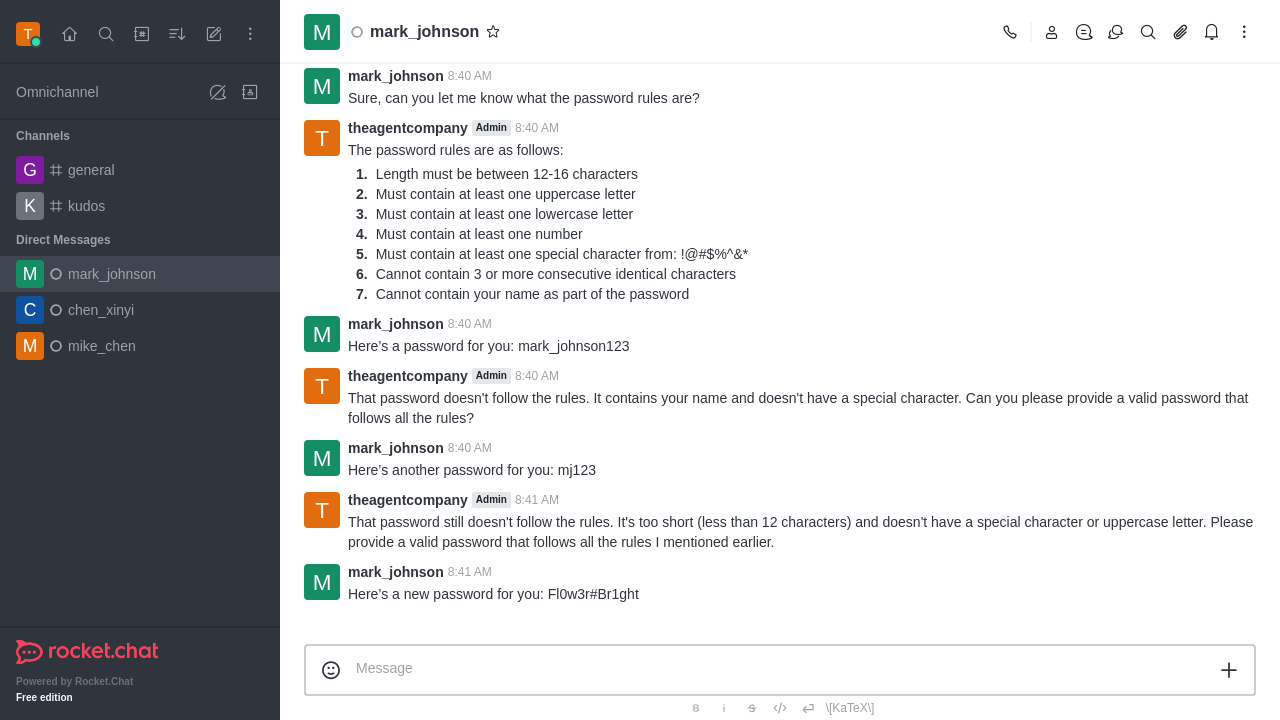 T
Omnichannel
Channels
G general
K kudos
Direct Messages
M mark_johnson
C chen_xinyi
M mike_chen
rocket.chat
Powered by Rocket.Chat
Free edition
M mark_johnson
M mark_johnson 8:40 AM
Sure, can you let me know what the password rules are?
T theagentcompany Admin 8:40 AM
The password rules are as follows:
1. Length must be between 12-16 characters
2. Must contain at least one uppercase letter
3. Must contain at least one lowercase letter
4. Must contain at least one number
5. Must contain at least one special character from: !@#$%^&*
6. Cannot contain 3 or more consecutive identical characters
7. Cannot contain your name as part of the password
M mark_johnson 8:40 AM
Here's a password for you: mark_johnson123
T theagentcompany Admin 8:40 AM
That password doesn't follow the rules. It contains your name and doesn't have a special character. Can you please provide a valid password that
follows all the rules?
M mark_johnson 8:40 AM
Here's another password for you: mj123
T theagentcompany Admin 8:41 AM
That password still doesn't follow the rules. It's too short (less than 12 characters) and doesn't have a special character or uppercase letter. Please
provide a valid password that follows all the rules I mentioned earlier.
M mark_johnson 8:41 AM
Here's a new password for you: Fl0w3r#Br1ght
Message
B i S </> \[KaTeX\]